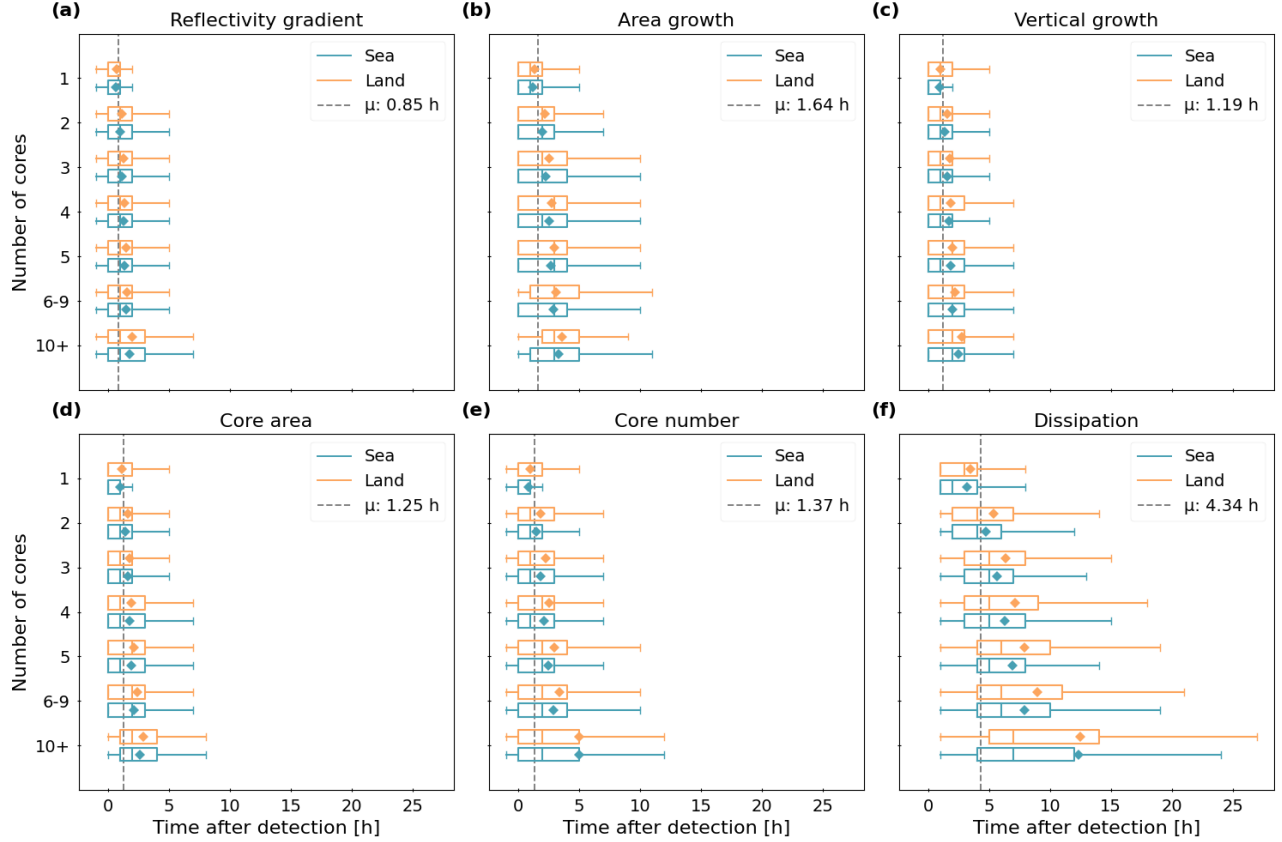 (a) Reflectivity gradient
Sea
Land
μ: 0.85 h
Number of cores
1
2
3
4
5
6-9
10+
(b) Area growth
Sea
Land
μ: 1.64 h
(c) Vertical growth
Sea
Land
μ: 1.19 h
(d) Core area
Sea
Land
μ: 1.25 h
Number of cores
1
2
3
4
5
6-9
10+
0 5 10 15 20 25
Time after detection [h]
(e) Core number
Sea
Land
μ: 1.37 h
0 5 10 15 20 25
Time after detection [h]
(f) Dissipation
Sea
Land
μ: 4.34 h
0 5 10 15 20 25
Time after detection [h]